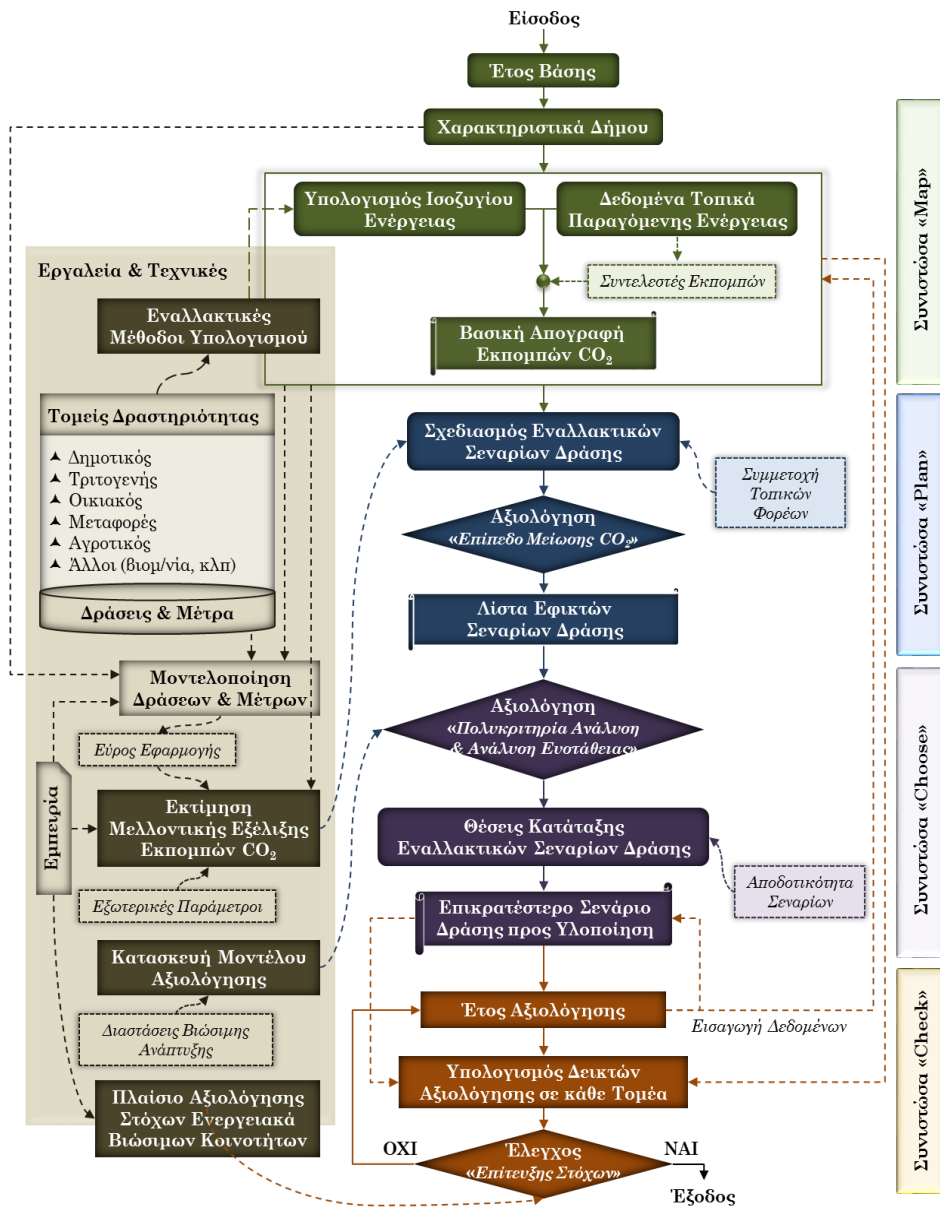 Είσοδος
Έτος Βάσης
Χαρακτηριστικά Δήμου
Υπολογισμός Ισοζυγίου
Ενέργειας
Δεδομένα Τοπικά
Παραγόμενης Ενέργειας
Συντελεστές Εκπομπών
Βασική Απογραφή
Εκπομπών CO₂
Εργαλεία & Τεχνικές
Εναλλακτικές
Μέθοδοι Υπολογισμού
Τομείς Δραστηριότητας
Δημοτικός
Τριτογενής
Οικιακός
Μεταφορές
Αγροτικός
Άλλοι (βιομ/νία, κλπ)
Δράσεις & Μέτρα
Μοντελοποίηση
Δράσεων & Μέτρων
Εύρος Εφαρμογής
Εμπειρία
Εκτίμηση
Μελλοντικής Εξέλιξης
Εκπομπών CO₂
Εξωτερικές Παράμετροι
Κατασκευή Μοντέλου
Αξιολόγησης
Διαστάσεις Βιώσιμης
Ανάπτυξης
Πλαίσιο Αξιολόγησης
Στόχων Ενεργειακά
Βιώσιμων Κοινοτήτων
Σχεδιασμός Εναλλακτικών
Σεναρίων Δράσης
Συμμετοχή
Τοπικών
Φορέων
Αξιολόγηση
«Επίπεδο Μείωσης CO₂»
Λίστα Εφικτών
Σεναρίων Δράσης
Αξιολόγηση
«Πολυκριτηρία Ανάλυση
& Ανάλυση Ευστάθειας»
Θέσεις Κατάταξης
Εναλλακτικών Σεναρίων Δράσης
Αποδοτικότητα
Σεναρίων
Επικρατέστερο Σενάριο
Δράσης προς Υλοποίηση
Έτος Αξιολόγησης
Εισαγωγή Δεδομένων
Υπολογισμός Δεικτών
Αξιολόγησης σε κάθε Τομέα
ΟΧΙ
Έλεγχος
«Επίτευξης Στόχων»
ΝΑΙ
Έξοδος
Συνιστώσα «Map»
Συνιστώσα «Plan»
Συνιστώσα «Choose»
Συνιστώσα «Check»